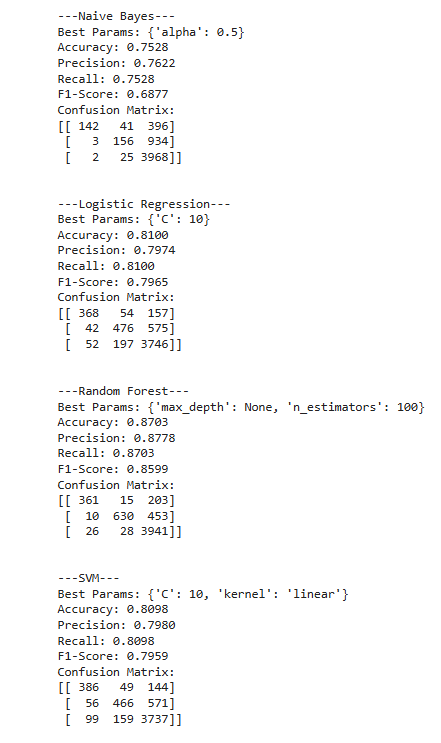 ---Naive Bayes---
Best Params: {'alpha': 0.5}
Accuracy: 0.7528
Precision: 0.7622
Recall: 0.7528
F1-Score: 0.6877
Confusion Matrix:
[[ 142   41  396]
 [   3  156  934]
 [   2   25 3968]]
---Logistic Regression---
Best Params: {'C': 10}
Accuracy: 0.8100
Precision: 0.7974
Recall: 0.8100
F1-Score: 0.7965
Confusion Matrix:
[[ 368   54  157]
 [  42  476  575]
 [  52  197 3746]]
---Random Forest---
Best Params: {'max_depth': None, 'n_estimators': 100}
Accuracy: 0.8703
Precision: 0.8778
Recall: 0.8703
F1-Score: 0.8599
Confusion Matrix:
[[ 361   15  203]
 [  10  630  453]
 [  26   28 3941]]
---SVM---
Best Params: {'C': 10, 'kernel': 'linear'}
Accuracy: 0.8098
Precision: 0.7980
Recall: 0.8098
F1-Score: 0.7959
Confusion Matrix:
[[ 386   49  144]
 [  56  466  571]
 [  99  159 3737]]